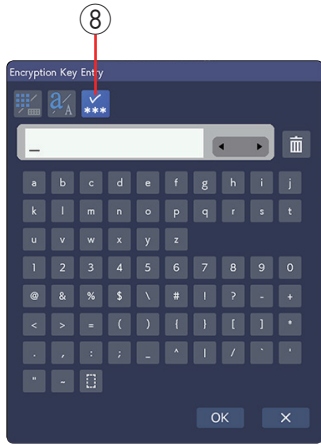 ⑧
Encryption Key Entry
a A ***
_
a b c d e f g h i j
k l m n o p q r s t
u v w x y z
1 2 3 4 5 6 7 8 9 0
@ & % $ \ # ! ? - +
< > = ( ) { } [ ] *
. , : ; _ ^ | / ` '
" ~
OK ×